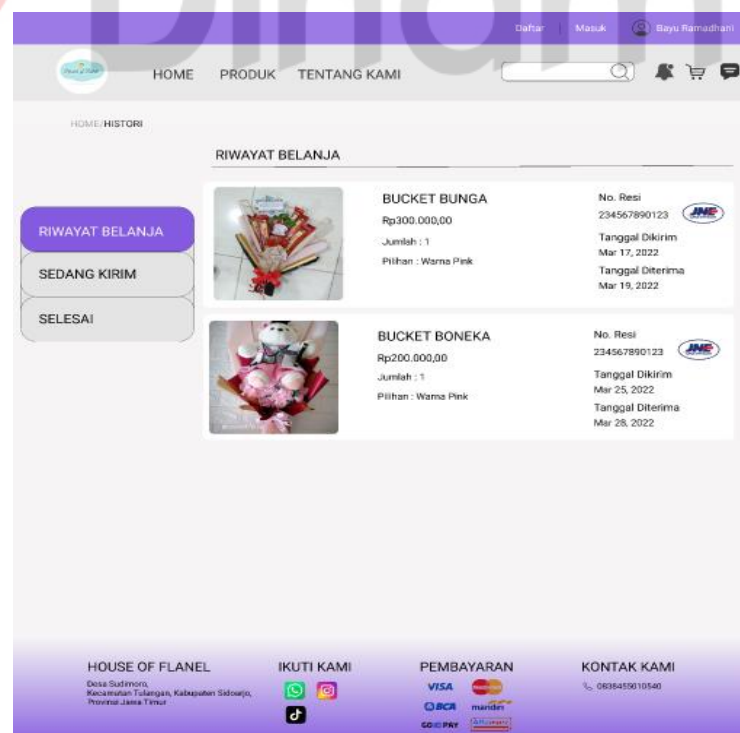 Dinam
Daftar | Masuk Bayu Ramadhani
HOME PRODUK TENTANG KAMI
HOME/HISTORI
RIWAYAT BELANJA
RIWAYAT BELANJA
SEDANG KIRIM
SELESAI
BUCKET BUNGA
Rp300.000,00
Jumlah : 1
Pilihan : Warna Pink
No. Resi
234567890123 JNE
Tanggal Dikirim
Mar 17, 2022
Tanggal Diterima
Mar 19, 2022
BUCKET BONEKA
Rp200.000,00
Jumlah : 1
Pilihan : Warna Pink
No. Resi
234567890123 JNE
Tanggal Dikirim
Mar 25, 2022
Tanggal Diterima
Mar 28, 2022
HOUSE OF FLANEL
Desa Sudimoro,
Kecamatan Tulangan, Kabupaten Sidoarjo,
Provinsi Jawa Timur
IKUTI KAMI
PEMBAYARAN
VISA
BCA mandiri
GO PAY
KONTAK KAMI
0838455610540